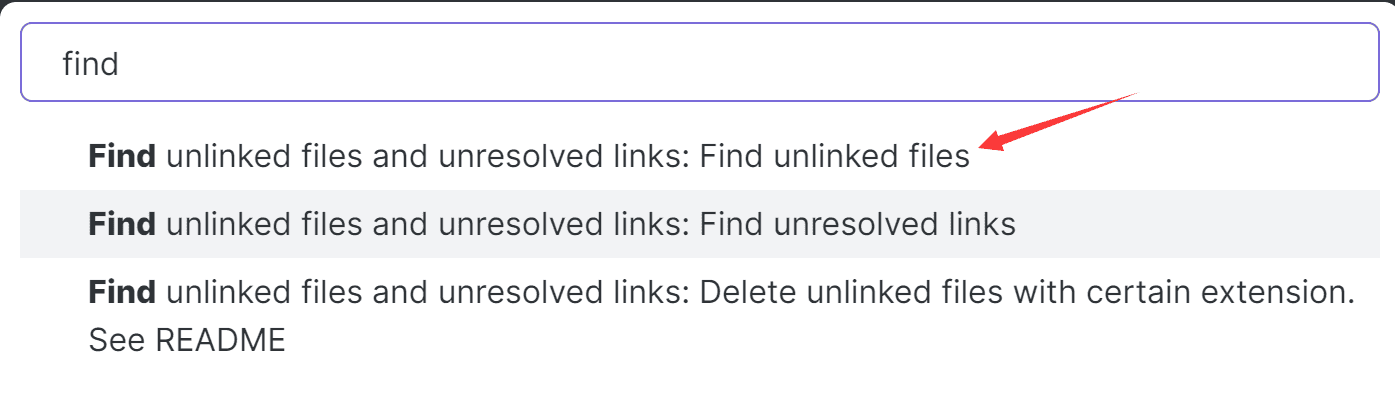 find
Find unlinked files and unresolved links: Find unlinked files
Find unlinked files and unresolved links: Find unresolved links
Find unlinked files and unresolved links: Delete unlinked files with certain extension.
See README